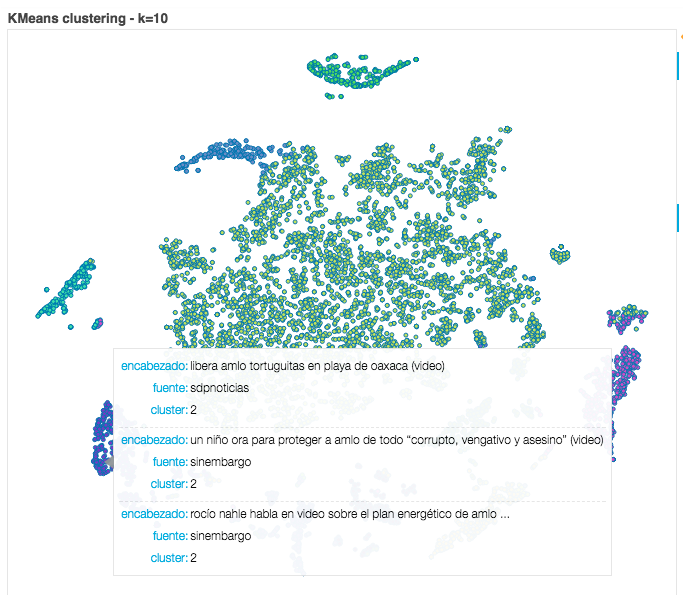 KMeans clustering - k=10
encabezado: libera amlo tortuguitas en playa de oaxaca (video)
fuente: sdpnoticias
cluster: 2
encabezado: un niño ora para proteger a amlo de todo “corrupto, vengativo y asesino” (video)
fuente: sinembargo
cluster: 2
encabezado: rocío nahle habla en video sobre el plan energético de amlo ...
fuente: sinembargo
cluster: 2